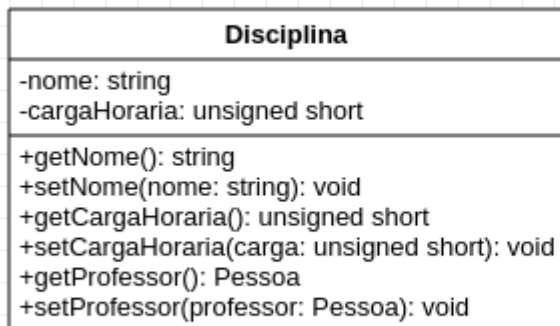 Disciplina
-nome: string
-cargaHoraria: unsigned short
+getNome(): string
+setNome(nome: string): void
+getCargaHoraria(): unsigned short
+setCargaHoraria(carga: unsigned short): void
+getProfessor(): Pessoa
+setProfessor(professor: Pessoa): void